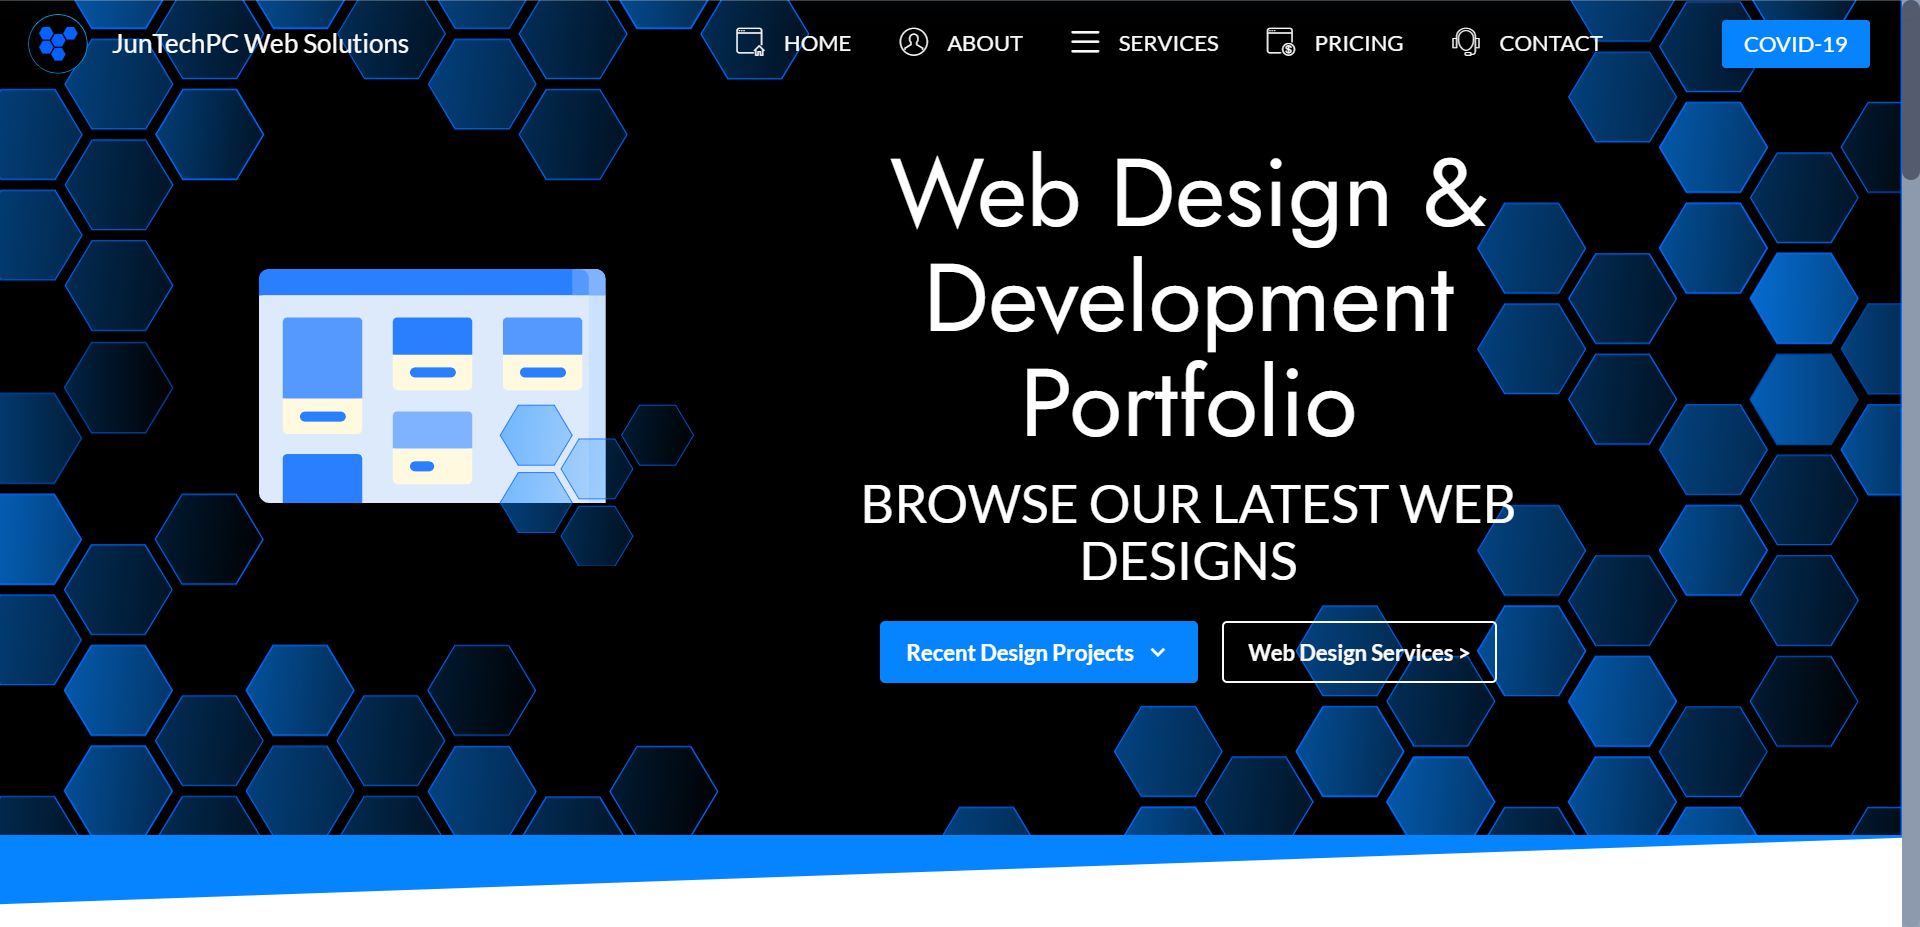 JunTechPC Web Solutions
HOME
ABOUT
SERVICES
PRICING
CONTACT
COVID-19
Web Design &
Development
Portfolio
BROWSE OUR LATEST WEB
DESIGNS
Recent Design Projects
Web Design Services >